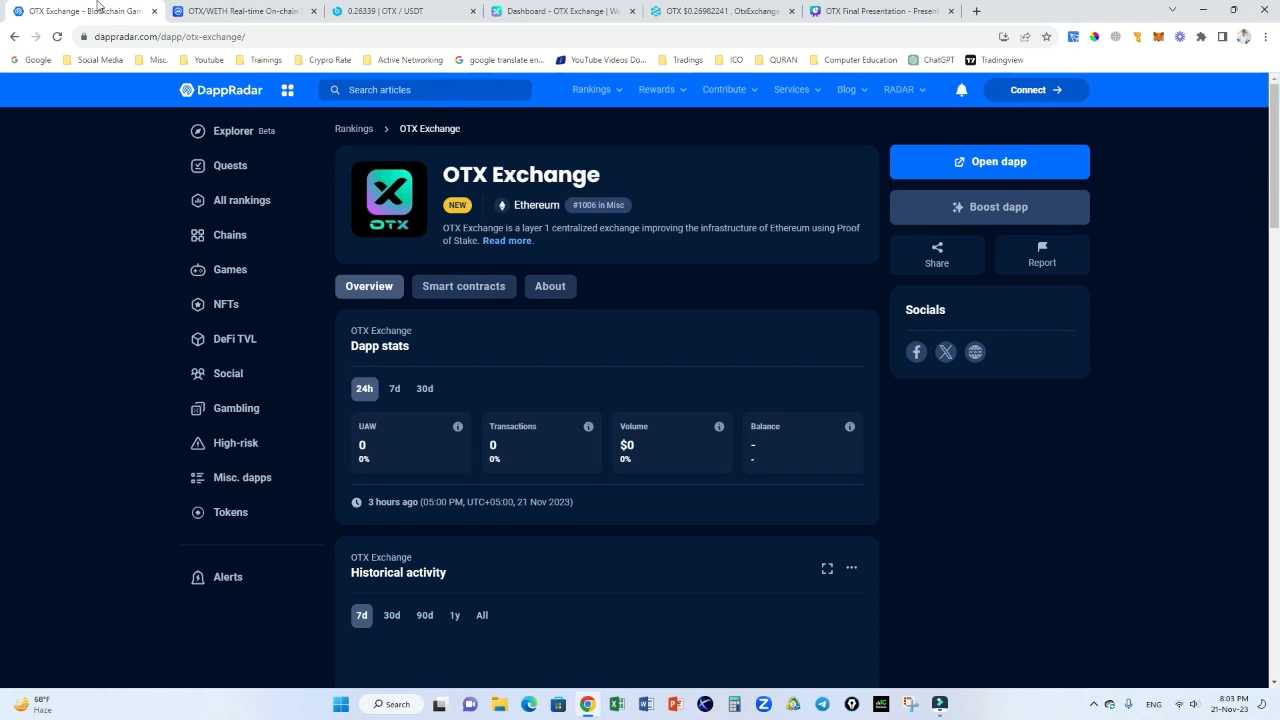 OTX Exchange - Blockchain Gam
OTX/WETH Real-time On-chain
0.26339 | OTX / USDT
Dashboard - OTX Exchange | Wo
OTX $0.26982241 , OtxExchange
OTX Final Presentation - Present
dappradar.com/dapp/otx-exchange/
Google
Social Media
Misc.
Youtube
Trainings
Crypto Rate
Active Networking
google translate en...
YouTube Videos Do...
Tradings
ICO
QURAN
Computer Education
ChatGPT
Tradingview
DappRadar
Search articles
Rankings
Rewards
Contribute
Services
Blog
RADAR
Connect
Explorer Beta
Quests
All rankings
Chains
Games
NFTs
DeFi TVL
Social
Gambling
High-risk
Misc. dapps
Tokens
Alerts
Rankings > OTX Exchange
OTX
OTX Exchange
NEW
Ethereum
#1006 in Misc
OTX Exchange is a layer 1 centralized exchange improving the infrastructure of Ethereum using Proof
of Stake. Read more.
Open dapp
Boost dapp
Share
Report
Socials
Overview
Smart contracts
About
OTX Exchange
Dapp stats
24h
7d
30d
UAW
0
0%
Transactions
0
0%
Volume
$0
0%
Balance
-
-
3 hours ago (05:00 PM, UTC+05:00, 21 Nov 2023)
OTX Exchange
Historical activity
7d
30d
90d
1y
All
68°F
Haze
Search
ENG
8:03 PM
21-Nov-23